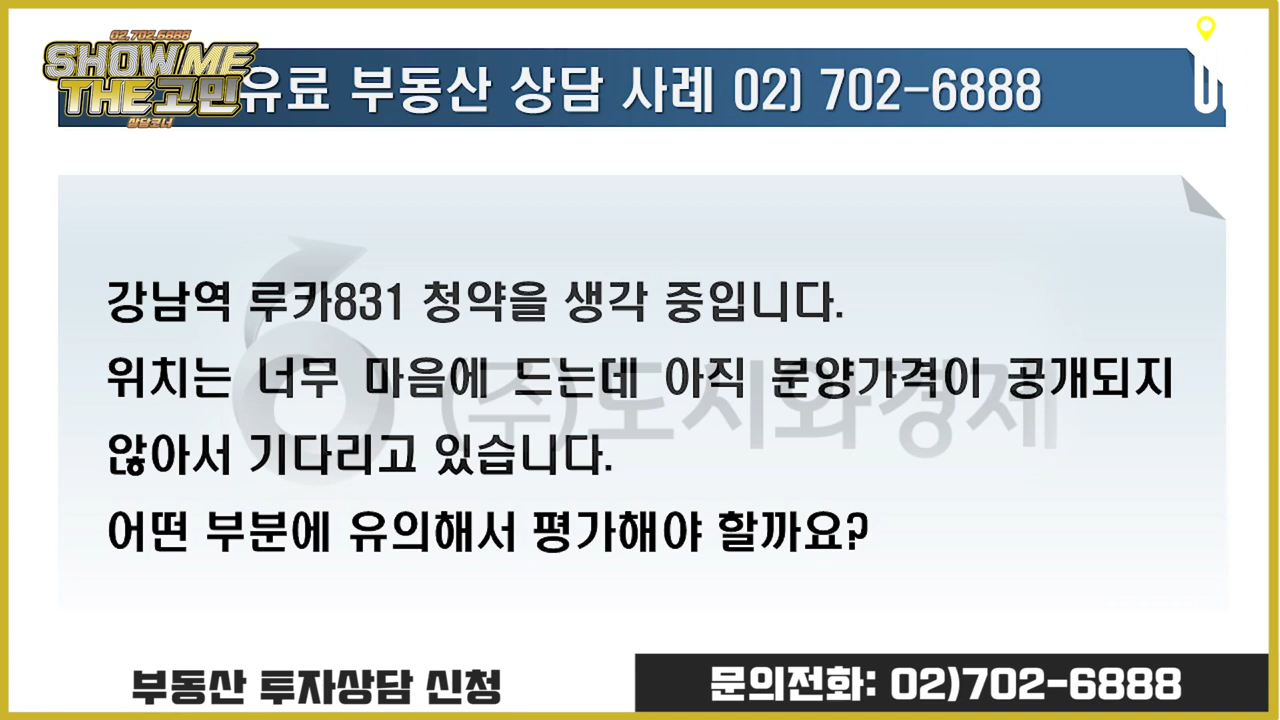 02.702.6888
SHOW ME
THE 고민
상담코너
유료 부동산 상담 사례 02) 702-6888
강남역 루카831 청약을 생각 중입니다.
위치는 너무 마음에 드는데 아직 분양가격이 공개되지
않아서 기다리고 있습니다.
어떤 부분에 유의해서 평가해야 할까요?
(주)도시와경제
부동산 투자상담 신청
문의전화: 02)702-6888